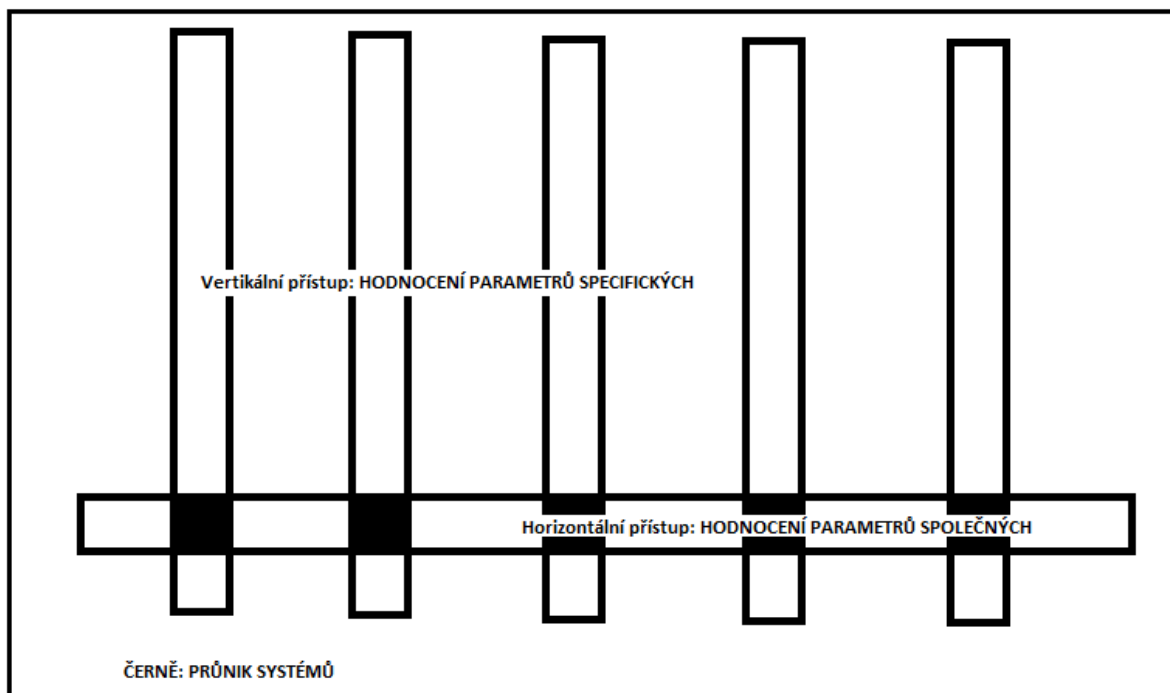 Vertikální přístup: HODNOCENÍ PARAMETRŮ SPECIFICKÝCH
Horizontální přístup: HODNOCENÍ PARAMETRŮ SPOLEČNÝCH
ČERNĚ: PRŮNIK SYSTÉMŮ